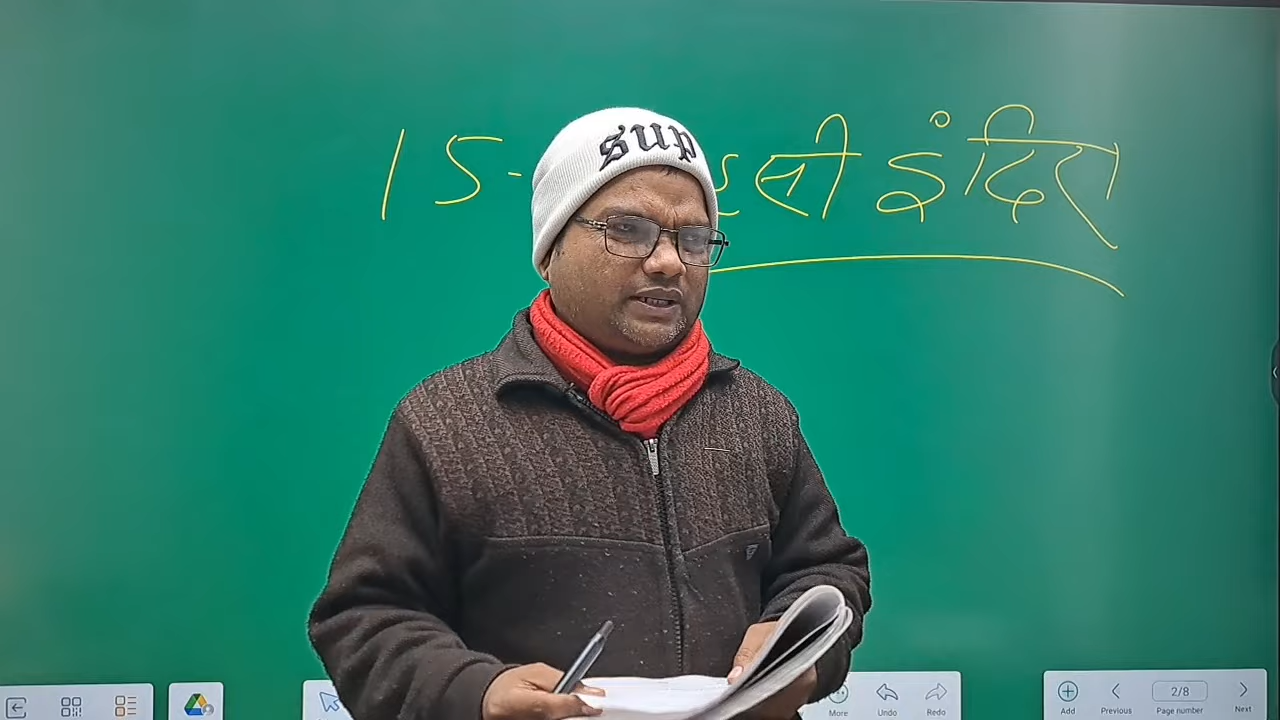 15-
सी इंदिरा
sup
Add
Previous
2/8
Page number
Next
More
Undo
Redo